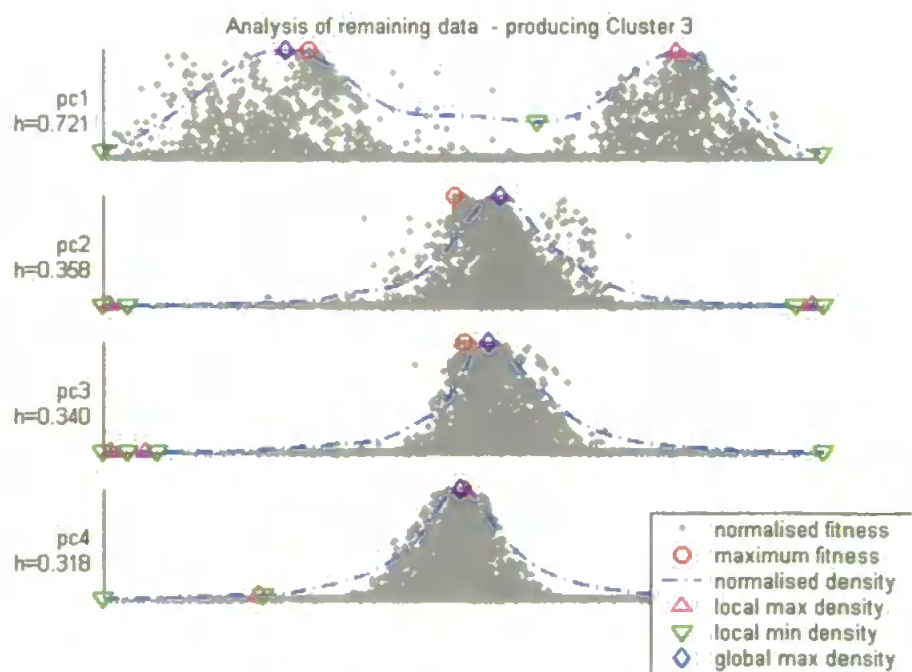 Analysis of remaining data - producing Cluster 3
pc1
h=0.721
pc2
h=0.358
pc3
h=0.340
pc4
h=0.318
normalised fitness
maximum fitness
normalised density
local max density
local min density
global max density